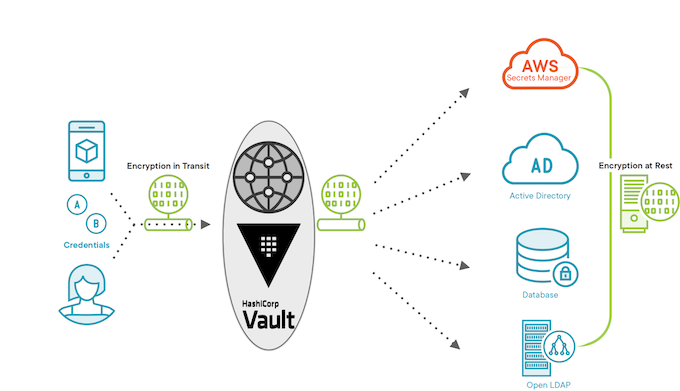 AWS
Secrets Manager
Encryption in Transit
Encryption at Rest
AD
Active Directory
A
B
Credentials
Database
HashiCorp
Vault
Open LDAP